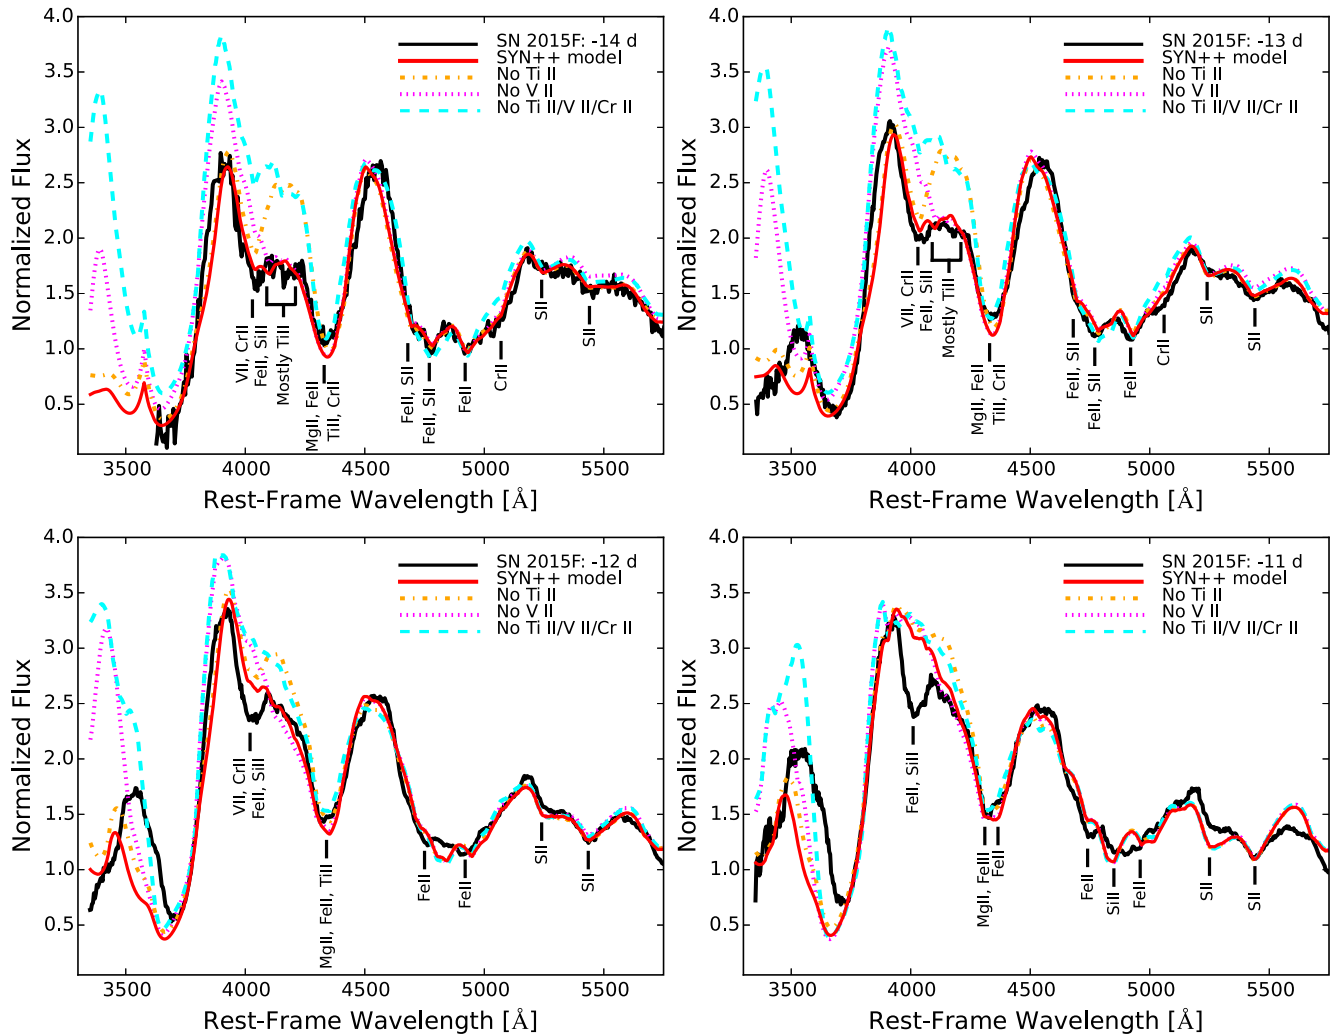 4.0
3.5
3.0
2.5
2.0
1.5
1.0
0.5
Normalized Flux
SN 2015F: -14 d
SYN++ model
No Ti II
No V II
No Ti II/V II/Cr II
VII, CrII
FeII, SiII
Mostly TiII
MgII, FeII
TiII, CrII
FeII, SII
FeII, SII
FeII
CrII
SII
SII
3500
4000
4500
5000
5500
Rest-Frame Wavelength [Å]
4.0
3.5
3.0
2.5
2.0
1.5
1.0
0.5
Normalized Flux
SN 2015F: -13 d
SYN++ model
No Ti II
No V II
No Ti II/V II/Cr II
VII, CrII
FeII, SiII
Mostly TiII
MgII, FeII
TiII, CrII
FeII, SII
FeII, SII
FeII
CrII
SII
SII
3500
4000
4500
5000
5500
Rest-Frame Wavelength [Å]
4.0
3.5
3.0
2.5
2.0
1.5
1.0
0.5
Normalized Flux
SN 2015F: -12 d
SYN++ model
No Ti II
No V II
No Ti II/V II/Cr II
VII, CrII
FeII, SiII
MgII, FeII, TiII
FeII
FeII
SII
SII
3500
4000
4500
5000
5500
Rest-Frame Wavelength [Å]
4.0
3.5
3.0
2.5
2.0
1.5
1.0
0.5
Normalized Flux
SN 2015F: -11 d
SYN++ model
No Ti II
No V II
No Ti II/V II/Cr II
FeII, SiII
MgII, FeIII
FeII
FeII
SiII
FeII
SII
SII
3500
4000
4500
5000
5500
Rest-Frame Wavelength [Å]